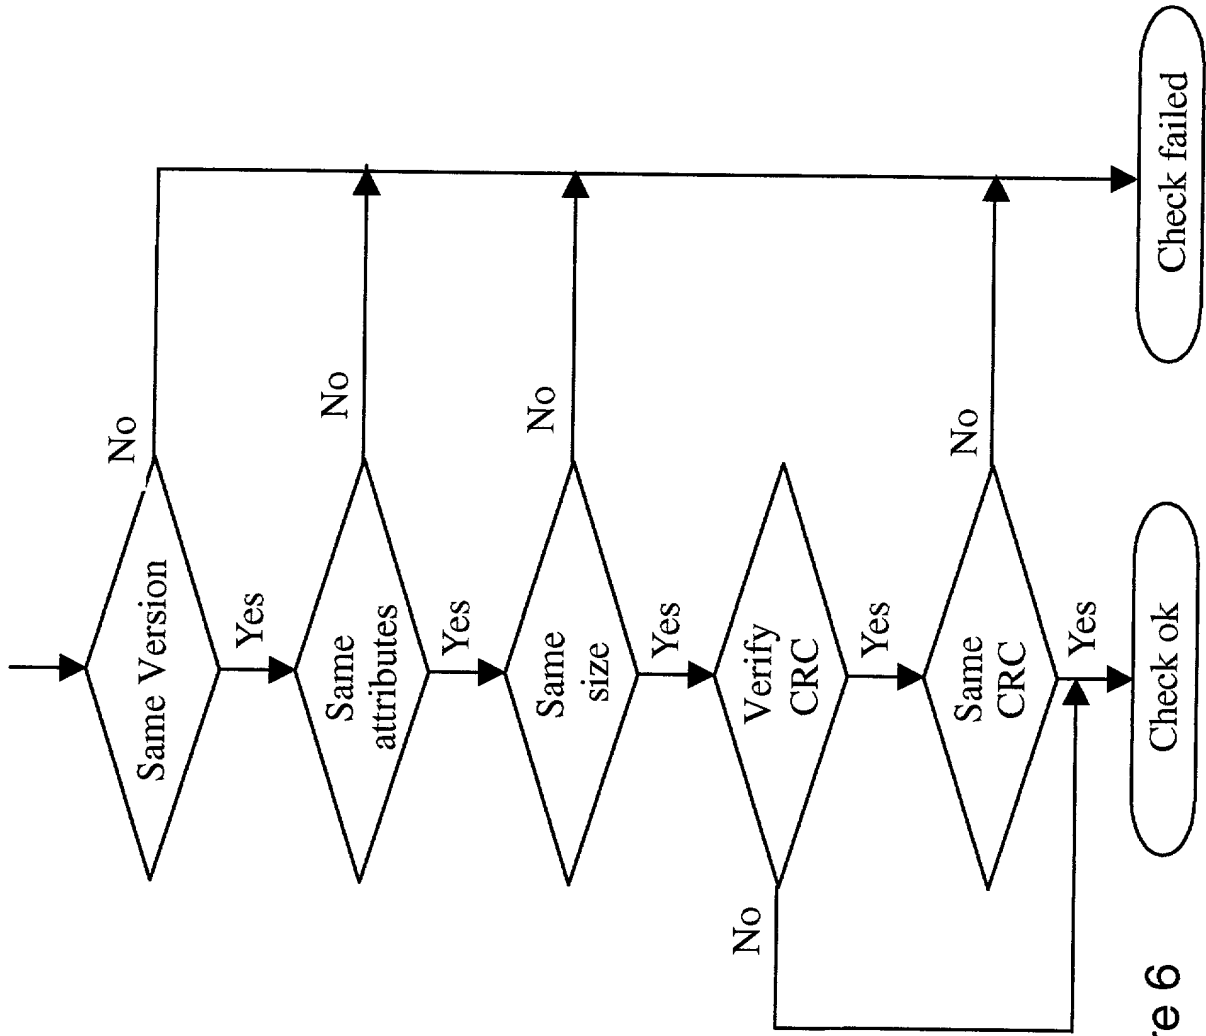 Same Version
No
Yes
Same
attributes
No
Yes
Same
size
No
Yes
Verify
CRC
No
Yes
Same
CRC
No
Yes
Check ok
Check failed
6